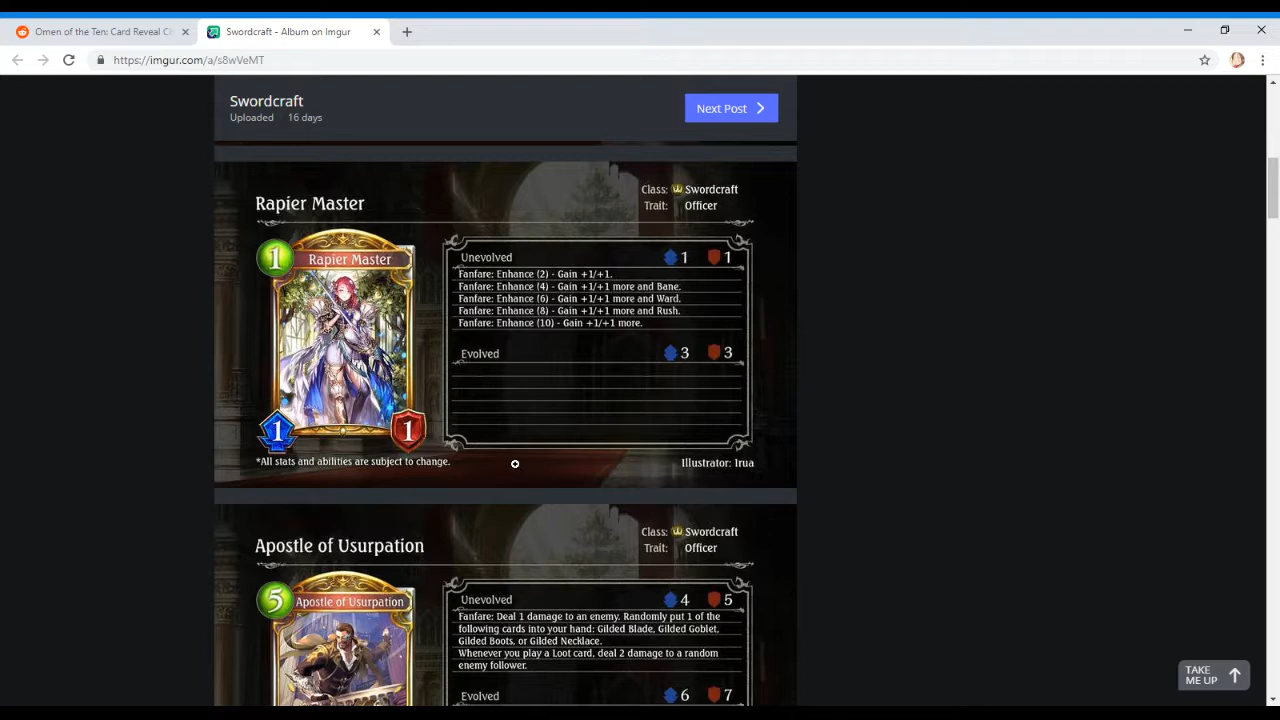 Omen of the Ten: Card Reveal C
Swordcraft - Album on Imgur
https://imgur.com/a/s8wVeMT
Swordcraft
Uploaded 16 days
Next Post
Rapier Master
Class: Swordcraft
Trait: Officer
1
Rapier Master
Unevolved 1 1
Fanfare: Enhance (2) - Gain +1/+1.
Fanfare: Enhance (4) - Gain +1/+1 more and Bane.
Fanfare: Enhance (6) - Gain +1/+1 more and Ward.
Fanfare: Enhance (8) - Gain +1/+1 more and Rush.
Fanfare: Enhance (10) - Gain +1/+1 more.
Evolved 3 3
1 1
*All stats and abilities are subject to change.
Illustrator: Irua
Apostle of Usurpation
Class: Swordcraft
Trait: Officer
5
Apostle of Usurpation
Unevolved 4 5
Fanfare: Deal 1 damage to an enemy. Randomly put 1 of the
following cards into your hand: Gilded Blade, Gilded Goblet,
Gilded Boots, or Gilded Necklace.
Whenever you play a Loot card, deal 2 damage to a random
enemy follower.
Evolved 6 7
TAKE
ME UP